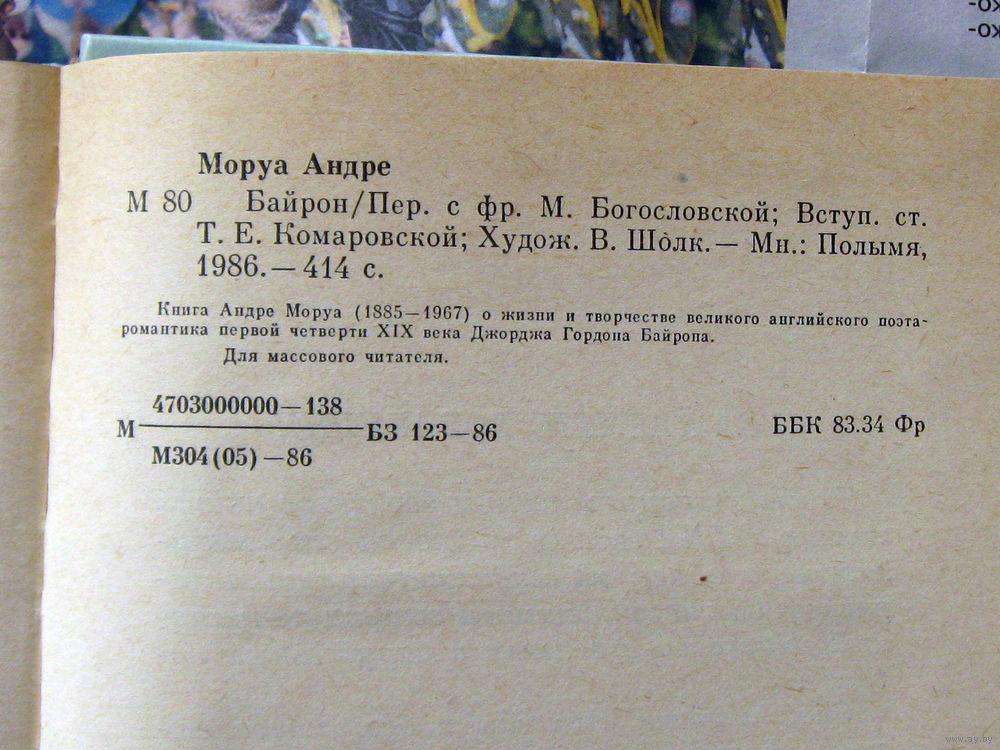 -ко-
-ко-
Моруа Андре
М 80 Байрон/Пер. с фр. М. Богословской; Вступ. ст.
Т. Е. Комаровской; Худож. В. Шолк.— Мн.: Полымя,
1986.—414 с.
Книга Андре Моруа (1885—1967) о жизни и творчестве великого английского поэта-
романтика первой четверти XIX века Джорджа Гордона Байрона.
Для массового читателя.
4703000000—138
М БЗ 123—86 ББК 83.34 Фр
М304(05)—86
www.ay.by